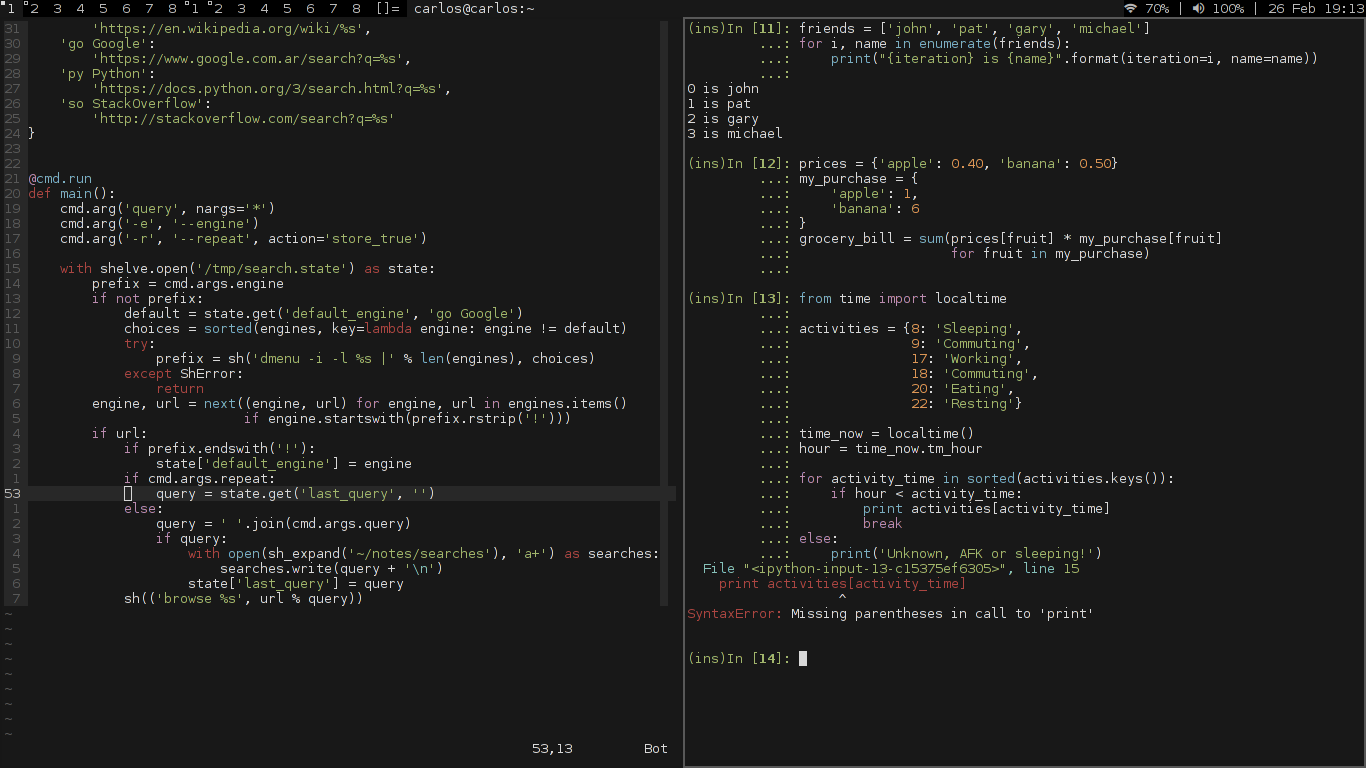 1 2 3 4 5 6 7 8 1 2 3 4 5 6 7 8 []= carlos@carlos:~ 70% | 100% | 26 Feb 19:13
31         'https://en.wikipedia.org/wiki/%s',
30     'go Google':
29         'https://www.google.com.ar/search?q=%s',
28     'py Python':
27         'https://docs.python.org/3/search.html?q=%s',
26     'so StackOverflow':
25         'http://stackoverflow.com/search?q=%s'
24 }
23
22
21 @cmd.run
20 def main():
19     cmd.arg('query', nargs='*')
18     cmd.arg('-e', '--engine')
17     cmd.arg('-r', '--repeat', action='store_true')
16
15     with shelve.open('/tmp/search.state') as state:
14         prefix = cmd.args.engine
13         if not prefix:
12             default = state.get('default_engine', 'go Google')
11             choices = sorted(engines, key=lambda engine: engine != default)
10             try:
9                 prefix = sh('dmenu -i -l %s |' % len(engines), choices)
8             except ShError:
7                 return
6         engine, url = next((engine, url) for engine, url in engines.items()
5                            if engine.startswith(prefix.rstrip('!')))
4         if url:
3             if prefix.endswith('!'):
2                 state['default_engine'] = engine
1             if cmd.args.repeat:
53                 query = state.get('last_query', '')
1             else:
2                 query = ' '.join(cmd.args.query)
3                 if query:
4                     with open(sh_expand('~/notes/searches'), 'a+') as searches:
5                         searches.write(query + '\n')
6                     state['last_query'] = query
7             sh(('browse %s', url % query))
~
~
~
~
~
~
~
~
~
53,13 Bot
(ins)In [11]: friends = ['john', 'pat', 'gary', 'michael']
         ...: for i, name in enumerate(friends):
         ...:     print("{iteration} is {name}".format(iteration=i, name=name))
         ...:
0 is john
1 is pat
2 is gary
3 is michael
(ins)In [12]: prices = {'apple': 0.40, 'banana': 0.50}
         ...: my_purchase = {
         ...:     'apple': 1,
         ...:     'banana': 6
         ...: }
         ...: grocery_bill = sum(prices[fruit] * my_purchase[fruit]
         ...:                    for fruit in my_purchase)
         ...:
(ins)In [13]: from time import localtime
         ...:
         ...: activities = {8: 'Sleeping',
         ...:               9: 'Commuting',
         ...:               17: 'Working',
         ...:               18: 'Commuting',
         ...:               20: 'Eating',
         ...:               22: 'Resting'}
         ...:
         ...: time_now = localtime()
         ...: hour = time_now.tm_hour
         ...:
         ...: for activity_time in sorted(activities.keys()):
         ...:     if hour < activity_time:
         ...:         print activities[activity_time]
         ...:         break
         ...: else:
         ...:     print('Unknown, AFK or sleeping!')
  File "<ipython-input-13-c15375ef6305>", line 15
    print activities[activity_time]
                   ^
SyntaxError: Missing parentheses in call to 'print'
(ins)In [14]: